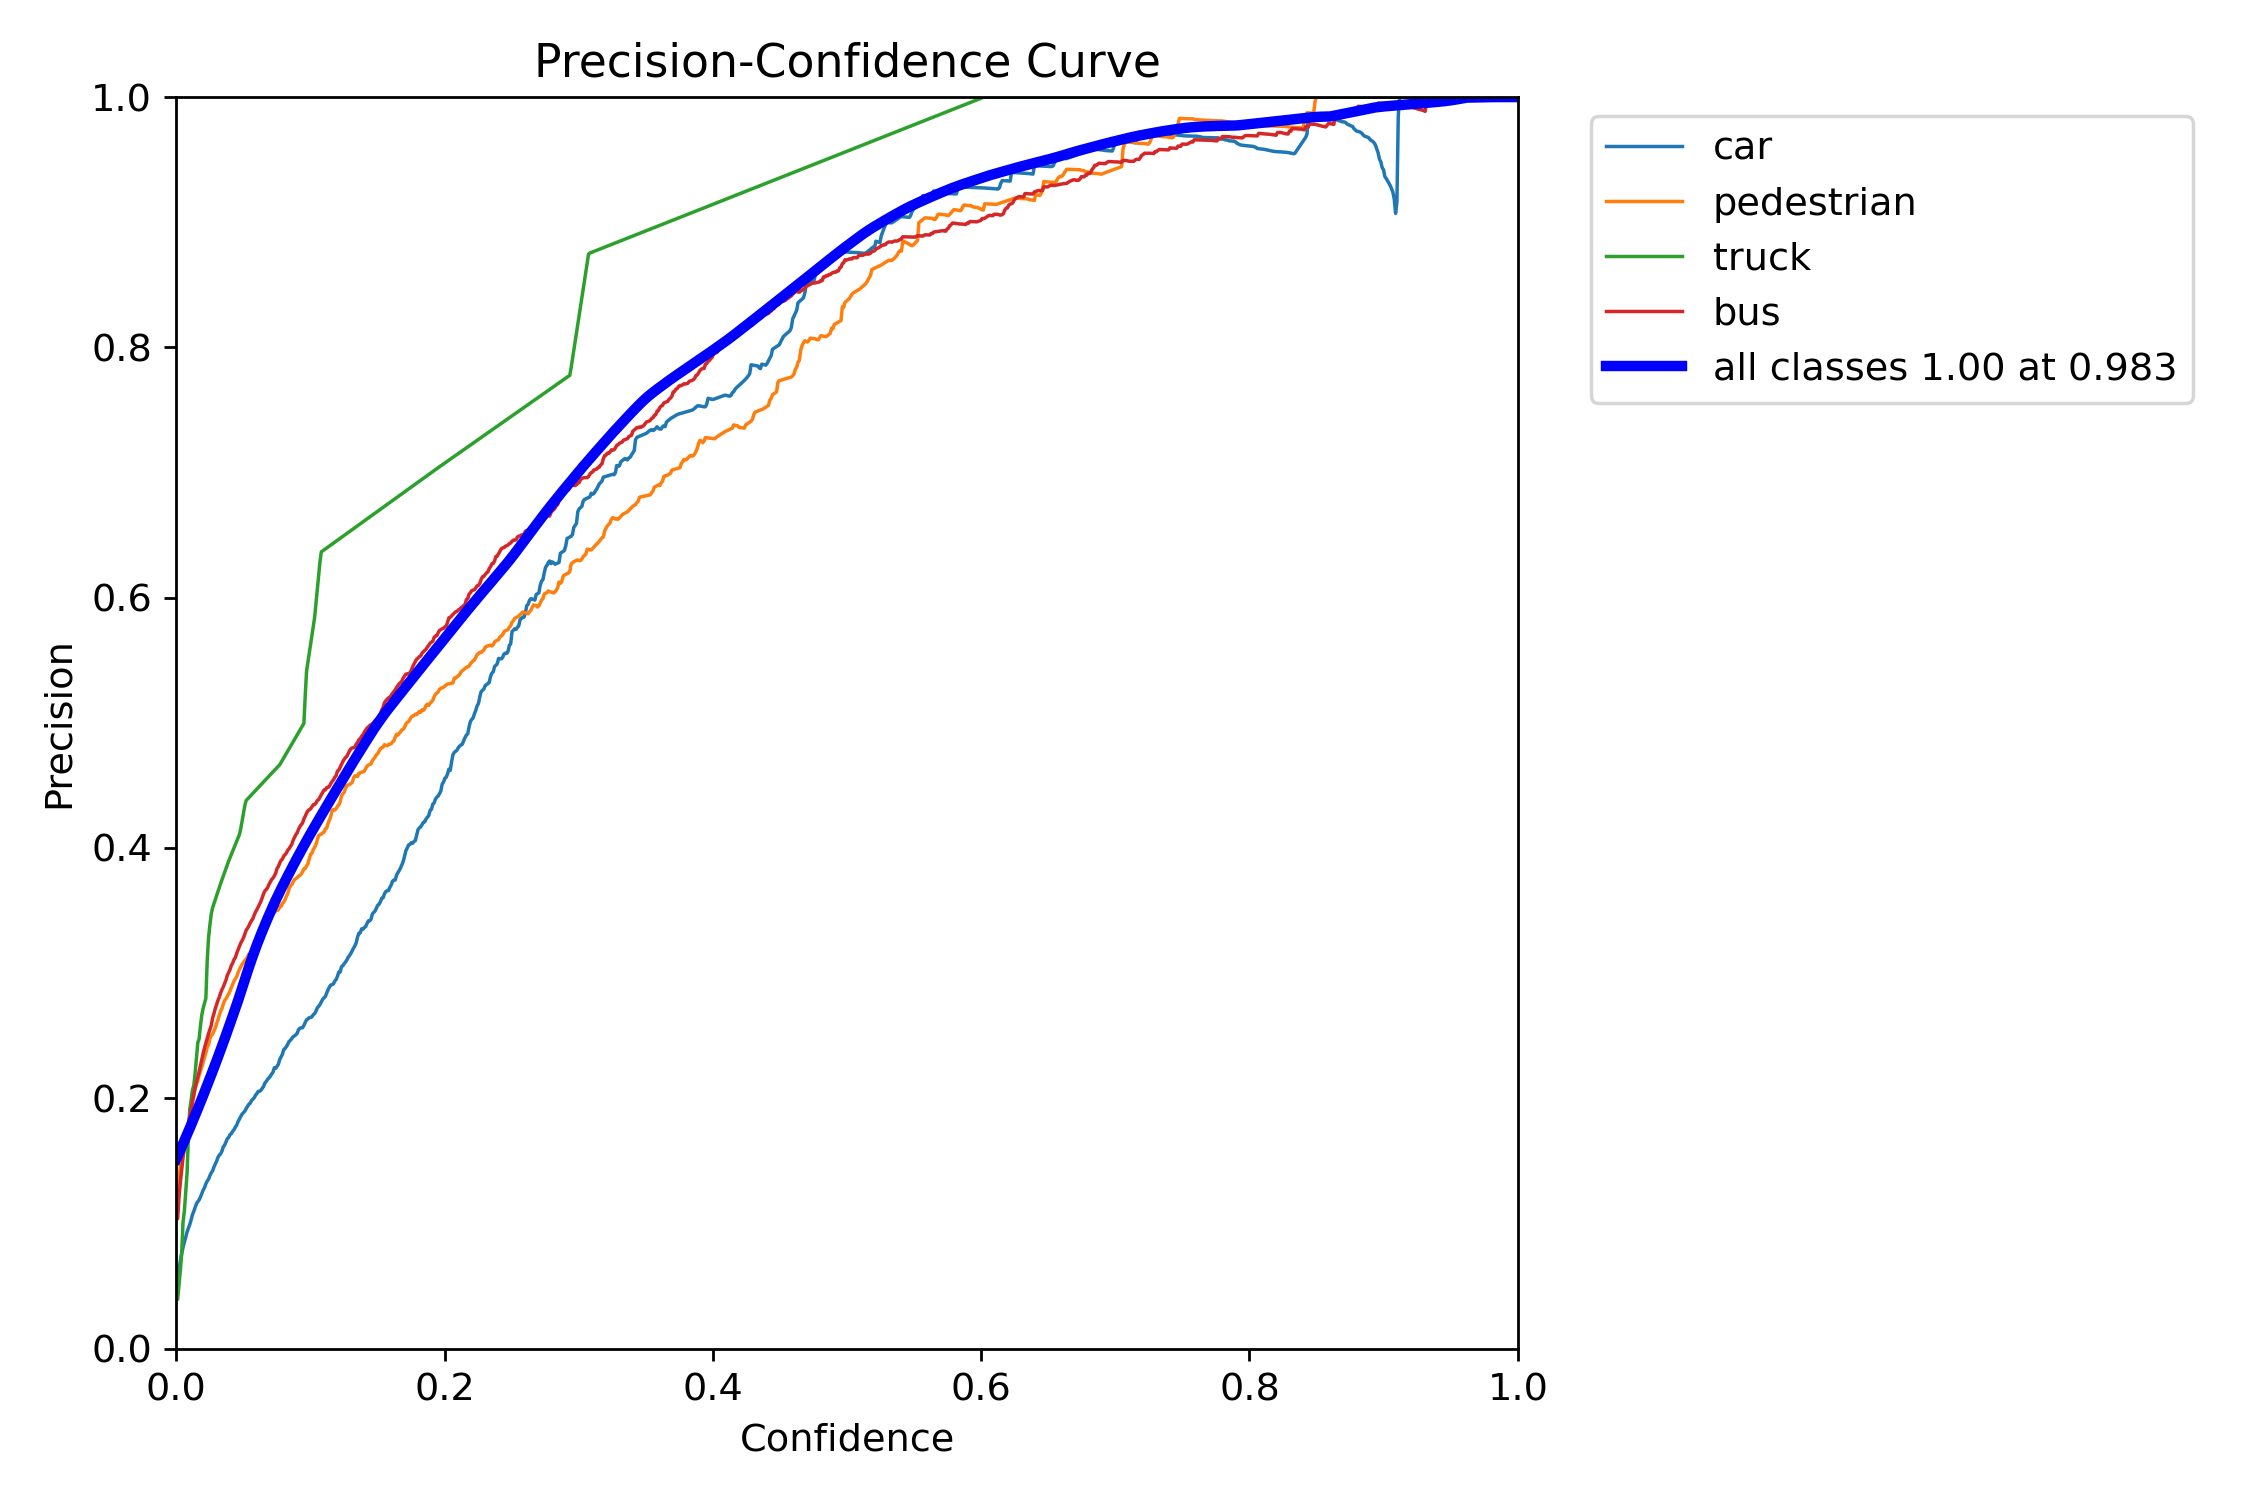 Precision-Confidence Curve
1.0
0.8
0.6
0.4
0.2
0.0
Precision
0.0 0.2 0.4 0.6 0.8 1.0
Confidence
car
pedestrian
truck
bus
all classes 1.00 at 0.983